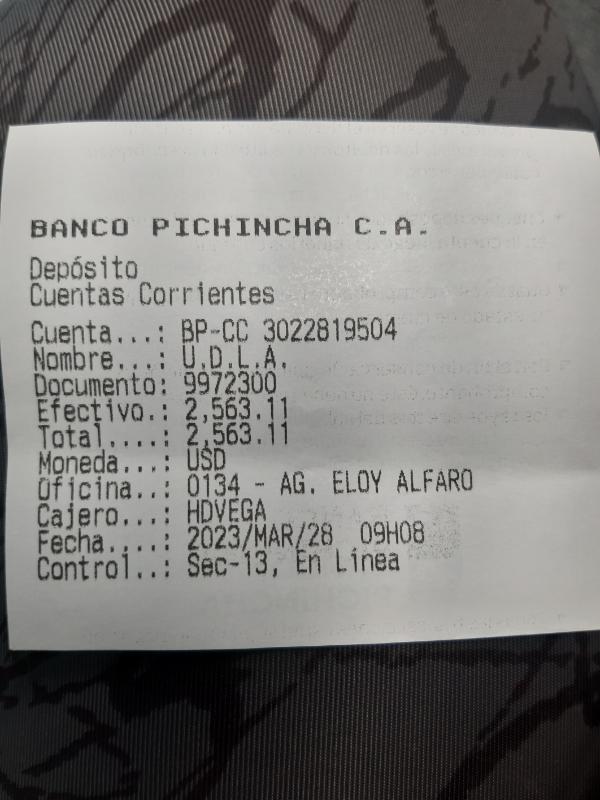 BANCO PICHINCHA C.A.
Depósito
Cuentas Corrientes
Cuenta...: BP-CC 3022819504
Nombre...: U.D.L.A.
Documento: 9972300
Efectivo.: 2,563.11
Total....: 2,563.11
Moneda...: USD
Oficina..: 0134 - AG. ELOY ALFARO
Cajero...: HDVEGA
Fecha....: 2023/MAR/28 09H08
Control..: Sec-13, En Línea